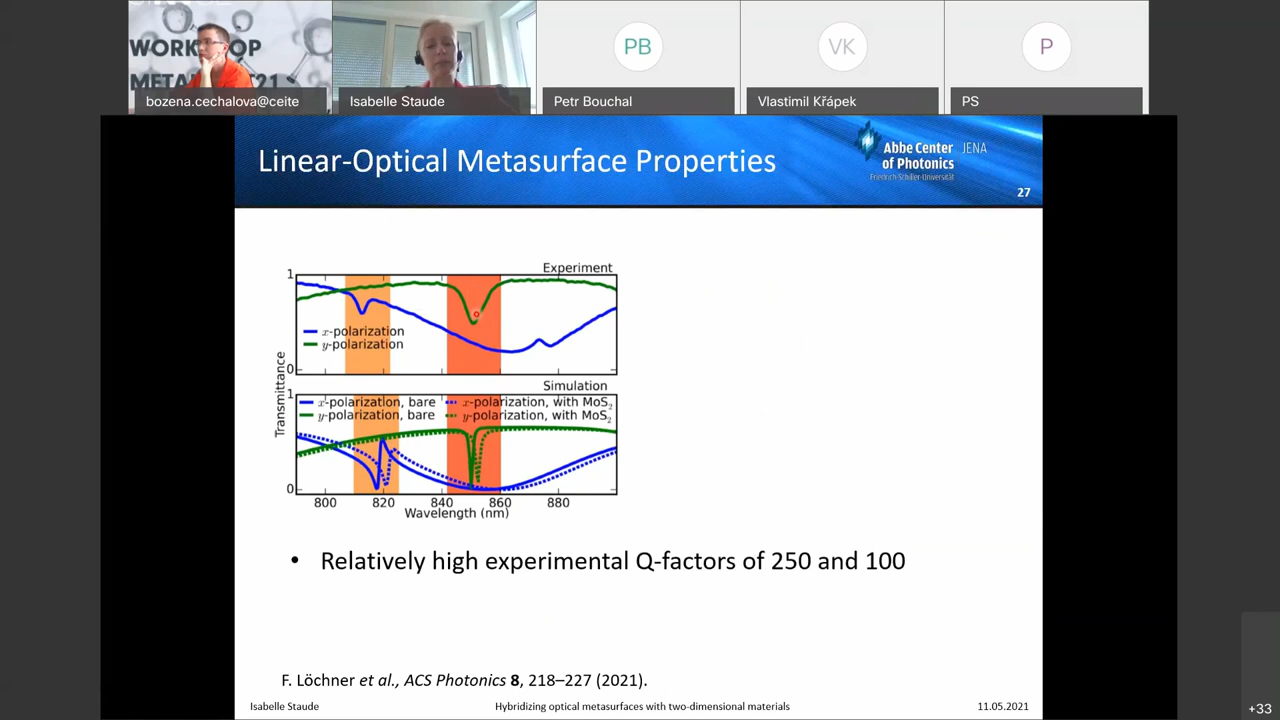 WORKSHOP
bozena.cechalova@ceite
Isabelle Staude
PB
Petr Bouchal
VK
Vlastimil Křápek
P
PS
Linear-Optical Metasurface Properties
Abbe Center
of Photonics
JENA
Friedrich-Schiller-Universität
27
Experiment
1
x-polarization
y-polarization
0
Transmittance
Simulation
1
x-polarization, bare
x-polarization, with MoS2
y-polarization, bare
y-polarization, with MoS2
0
800 820 840 860 880
Wavelength (nm)
• Relatively high experimental Q-factors of 250 and 100
F. Löchner et al., ACS Photonics 8, 218–227 (2021).
Isabelle Staude
Hybridizing optical metasurfaces with two-dimensional materials
11.05.2021
+33